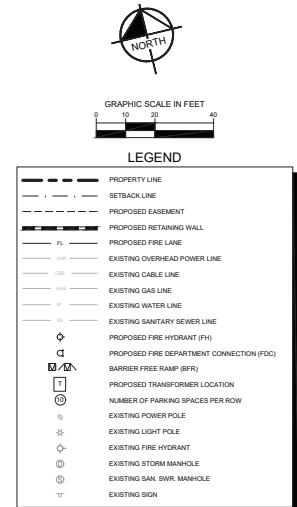 NORTH
GRAPHIC SCALE IN FEET
0 10 20 40
LEGEND
PROPERTY LINE
SETBACK LINE
PROPOSED EASEMENT
PROPOSED RETAINING WALL
FL PROPOSED FIRE LANE
OHP EXISTING OVERHEAD POWER LINE
CBL EXISTING CABLE LINE
GAS EXISTING GAS LINE
W EXISTING WATER LINE
SS EXISTING SANITARY SEWER LINE
PROPOSED FIRE HYDRANT (FH)
PROPOSED FIRE DEPARTMENT CONNECTION (FDC)
BARRIER FREE RAMP (BFR)
T PROPOSED TRANSFORMER LOCATION
10 NUMBER OF PARKING SPACES PER ROW
EXISTING POWER POLE
EXISTING LIGHT POLE
EXISTING FIRE HYDRANT
D EXISTING STORM MANHOLE
S EXISTING SAN. SWR. MANHOLE
EXISTING SIGN